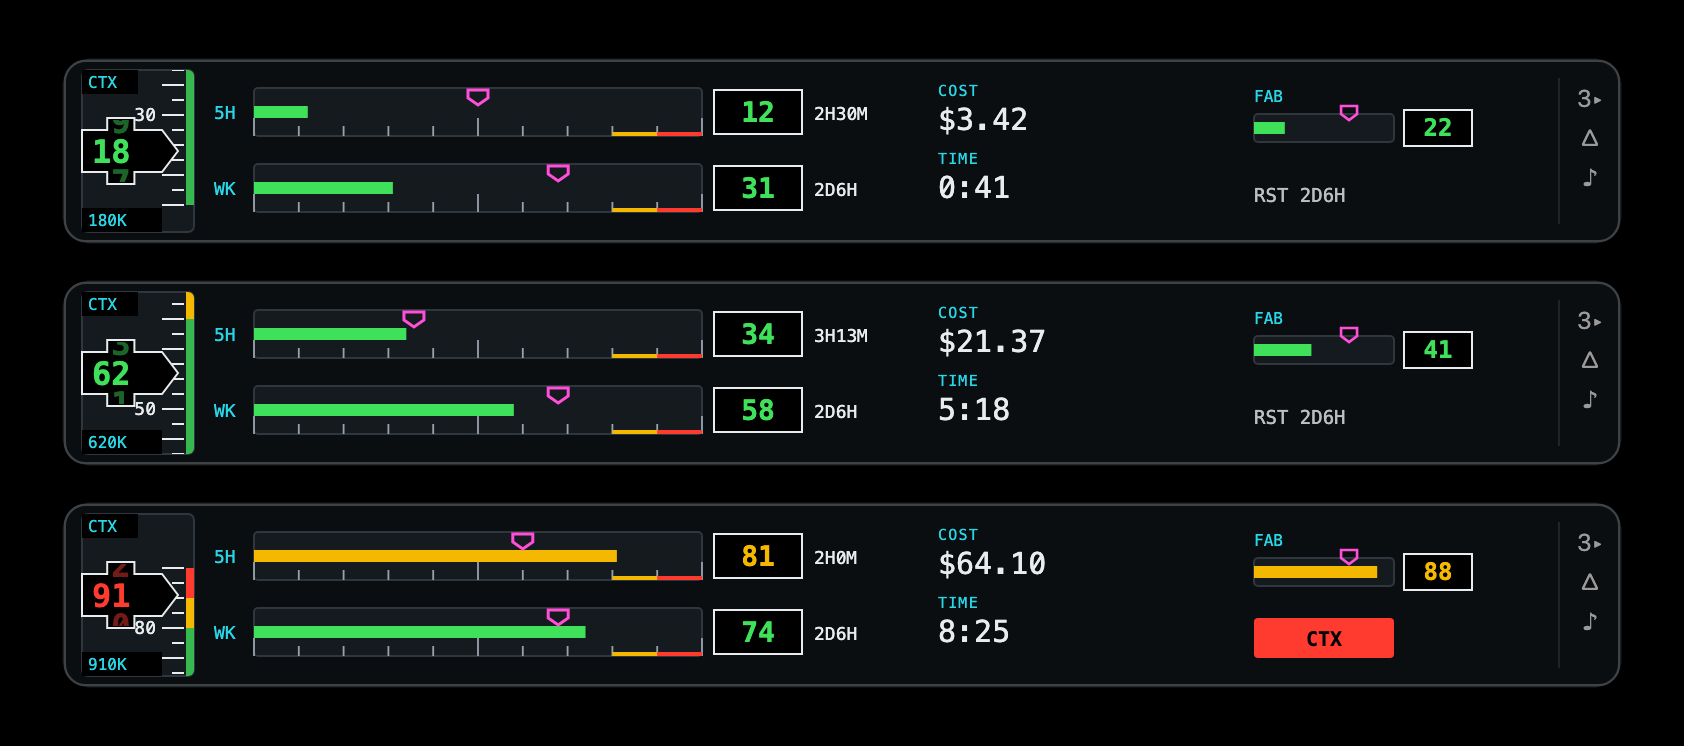 CTX
30
18
180K
5H
12
2H30M
WK
31
2D6H
COST
$3.42
TIME
0:41
FAB
22
RST 2D6H
3▸
△
♪
CTX
62
50
620K
5H
34
3H13M
WK
58
2D6H
COST
$21.37
TIME
5:18
FAB
41
RST 2D6H
3▸
△
♪
CTX
91
80
910K
5H
81
2H0M
WK
74
2D6H
COST
$64.10
TIME
8:25
FAB
88
CTX
3▸
△
♪